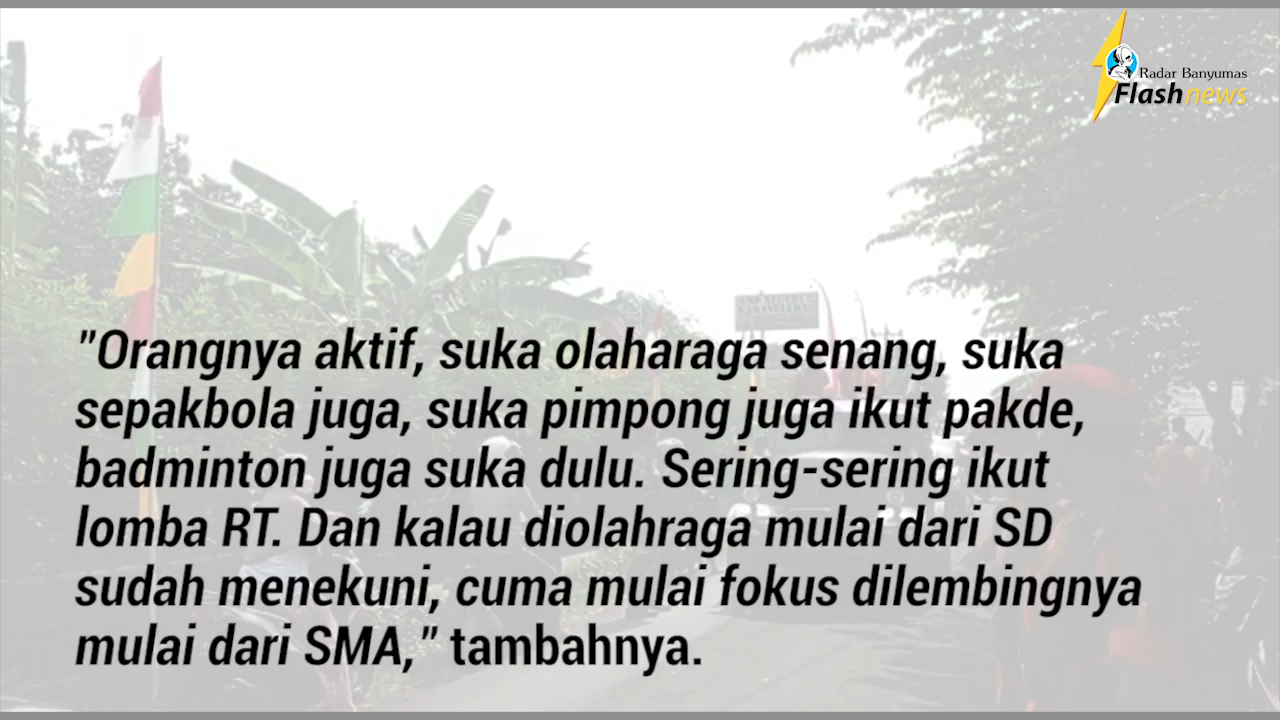 Radar Banyumas
Flash news
"Orangnya aktif, suka olaharaga senang, suka
sepakbola juga, suka pimpong juga ikut pakde,
badminton juga suka dulu. Sering-sering ikut
lomba RT. Dan kalau diolahraga mulai dari SD
sudah menekuni, cuma mulai fokus dilembingnya
mulai dari SMA," tambahnya.